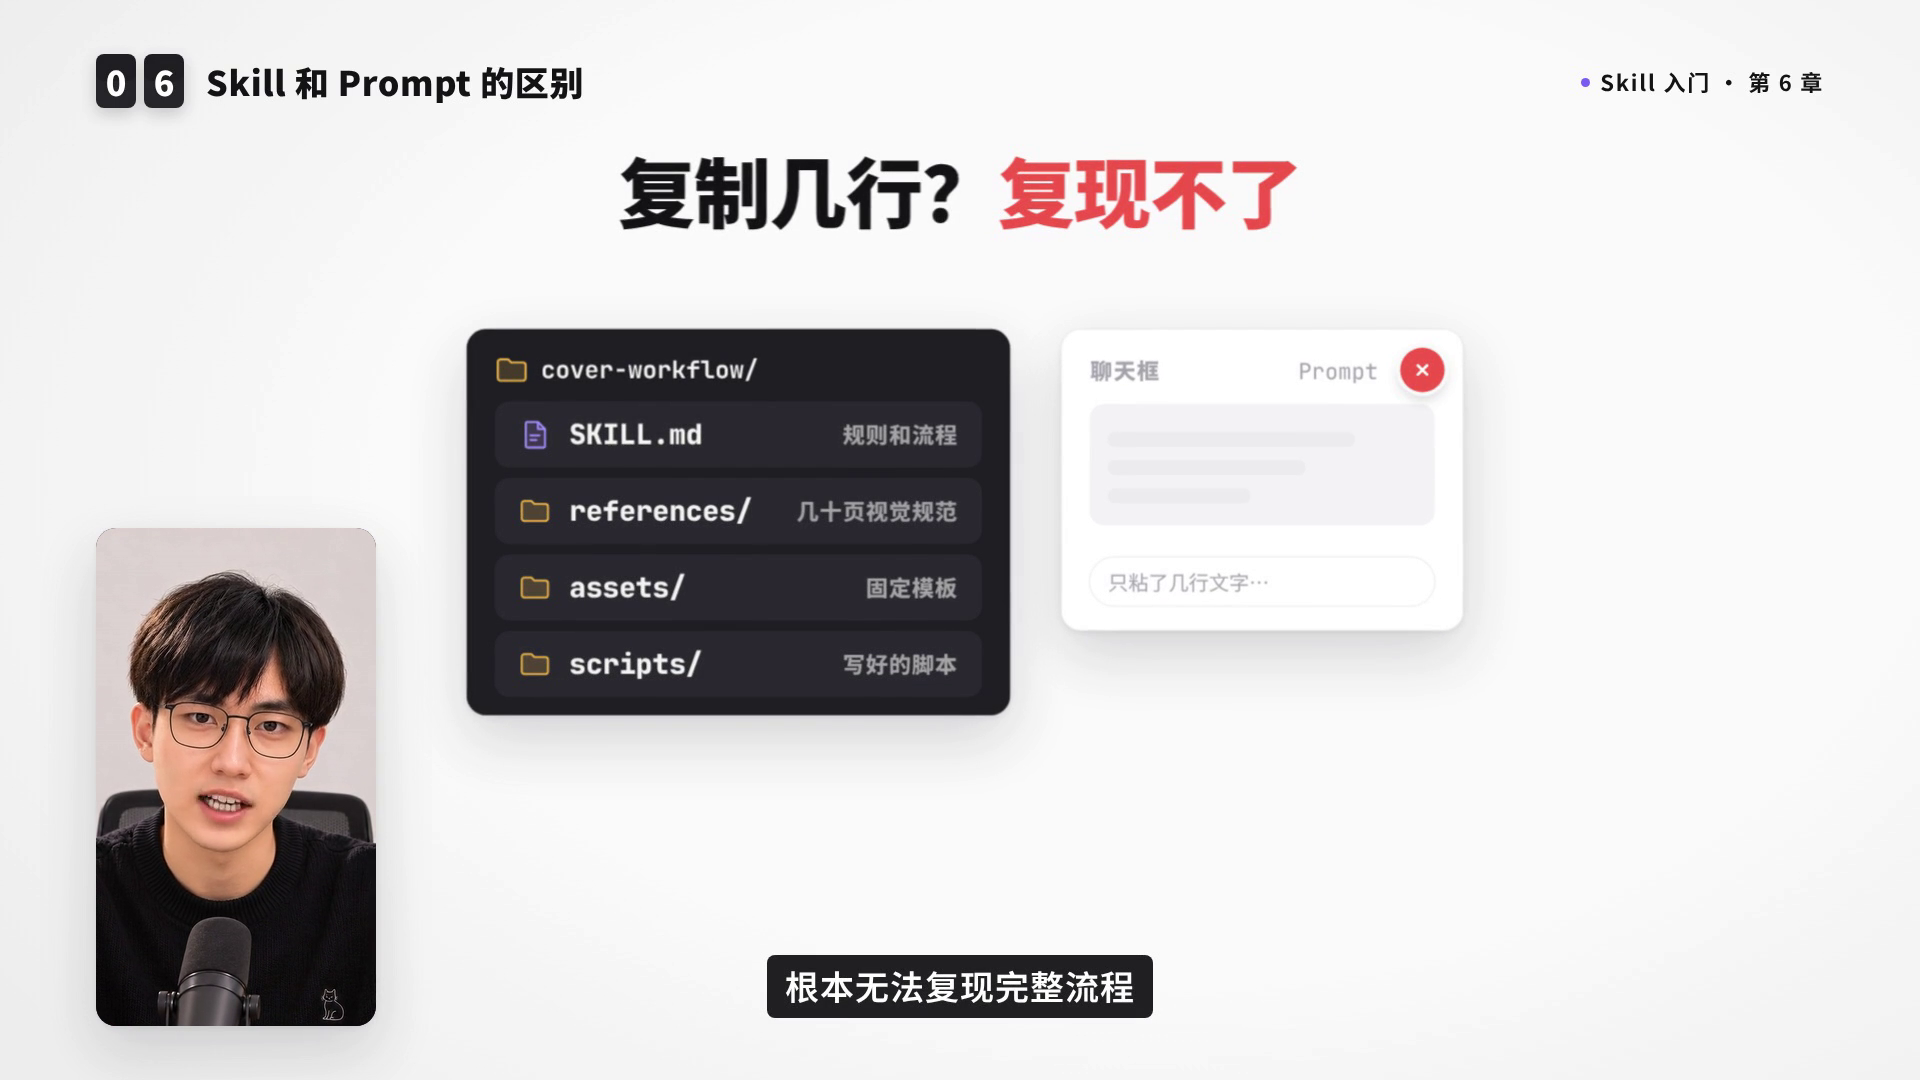 06 Skill 和 Prompt 的区别
Skill 入门 · 第 6 章
复制几行？复现不了
cover-workflow/
SKILL.md 规则和流程
references/ 几十页视觉规范
assets/ 固定模板
scripts/ 写好的脚本
聊天框 Prompt
只粘了几行文字…
根本无法复现完整流程